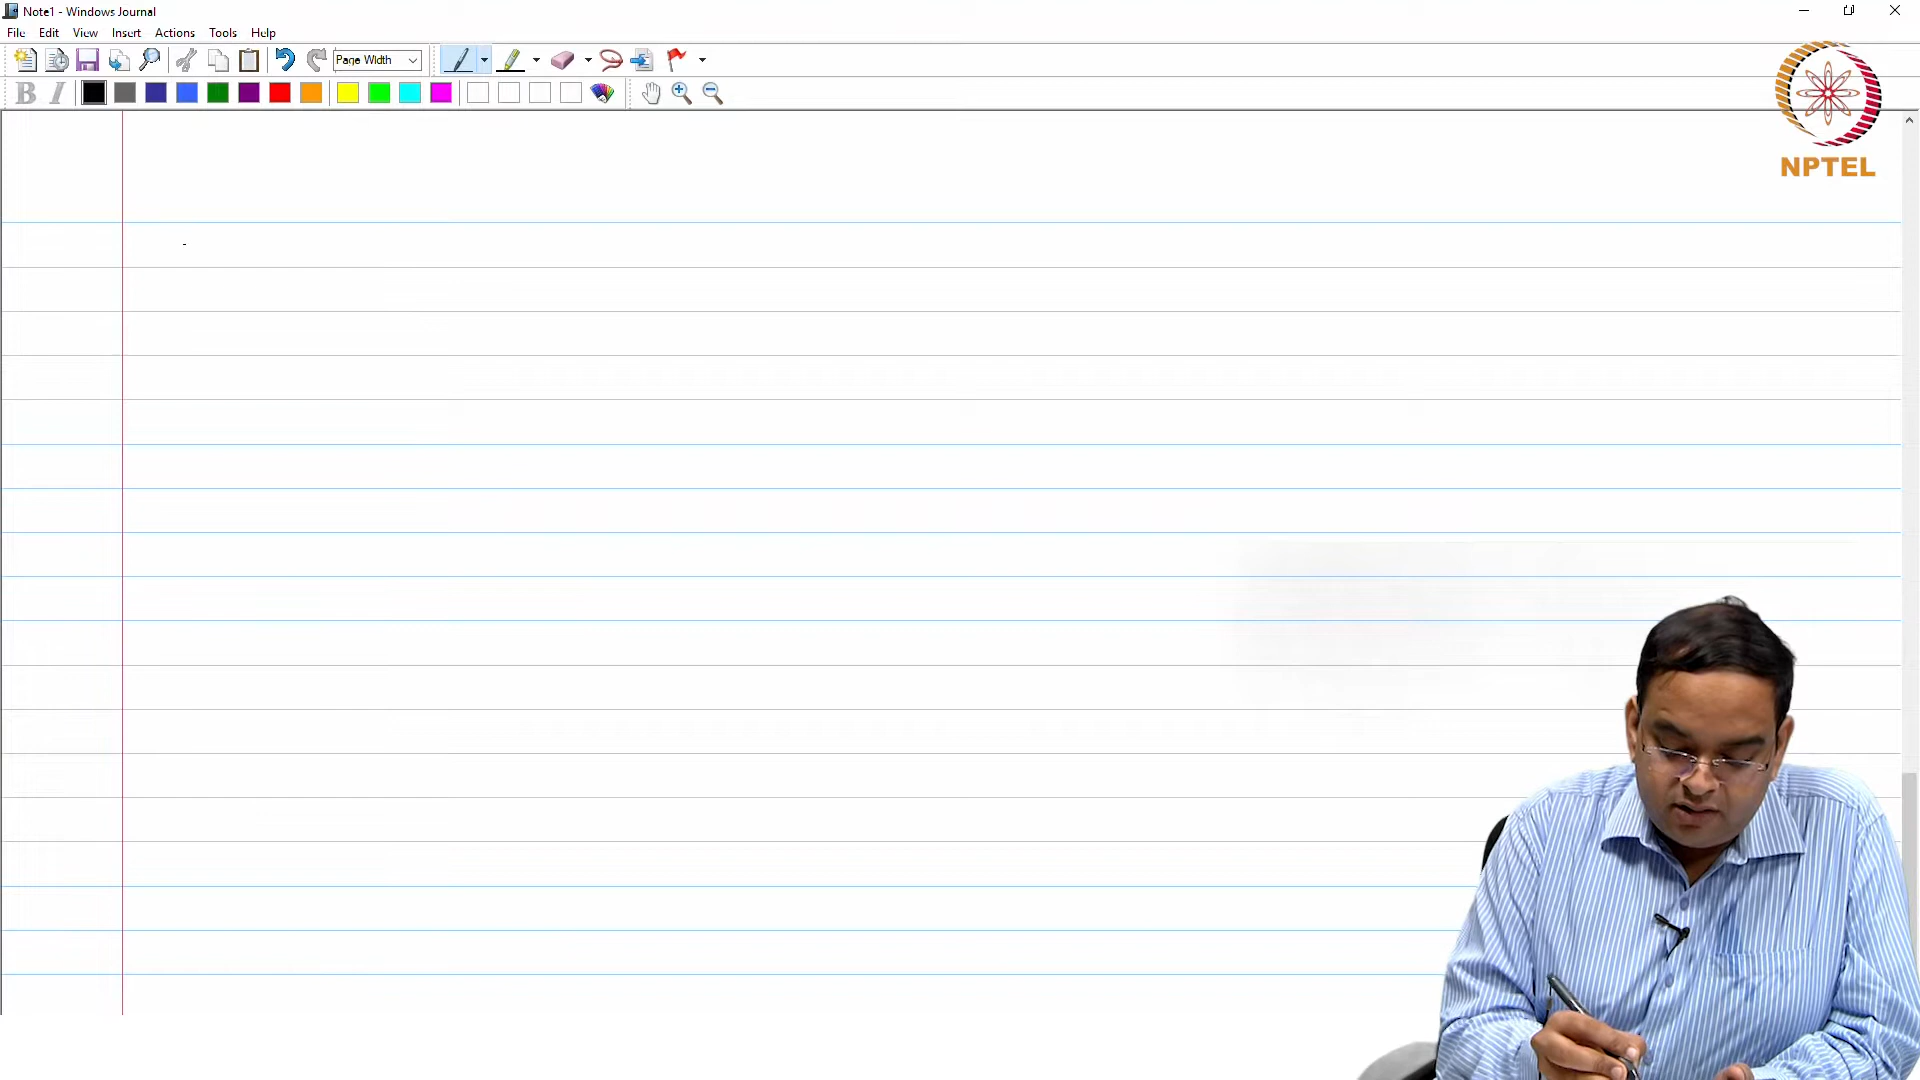 Note1 - Windows Journal
File Edit View Insert Actions Tools Help
Page Width
B I
NPTEL